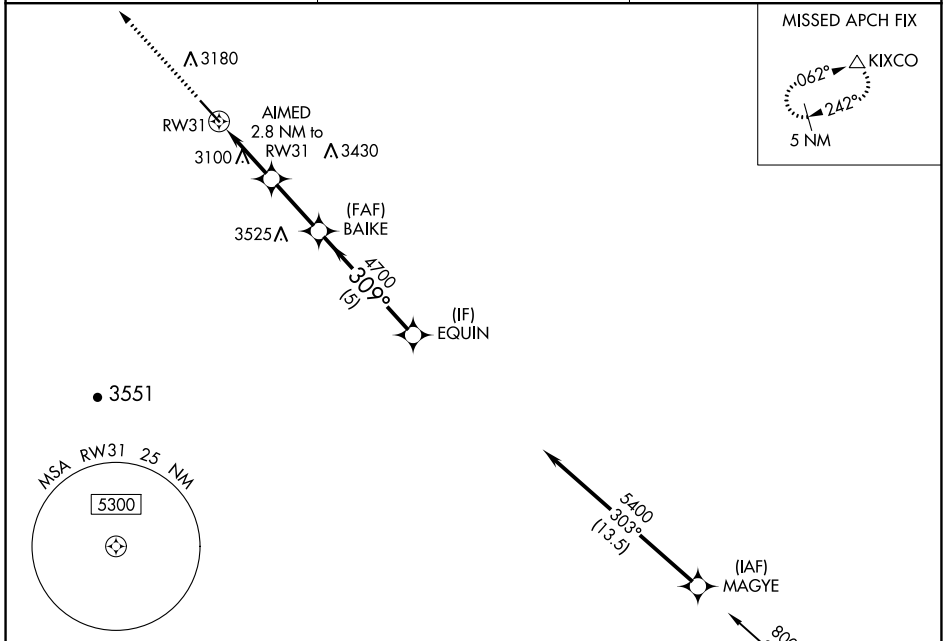 MISSED APCH FIX
KIXCO
062°
242°
5 NM
3180
RW31
AIMED
2.8 NM to
RW31
3100
3430
(FAF)
BAIKE
3525
4700
309°
(5)
(IF)
EQUIN
3551
MSA RW31 25 NM
5300
5400
303°
(13.5)
(IAF)
MAGYE